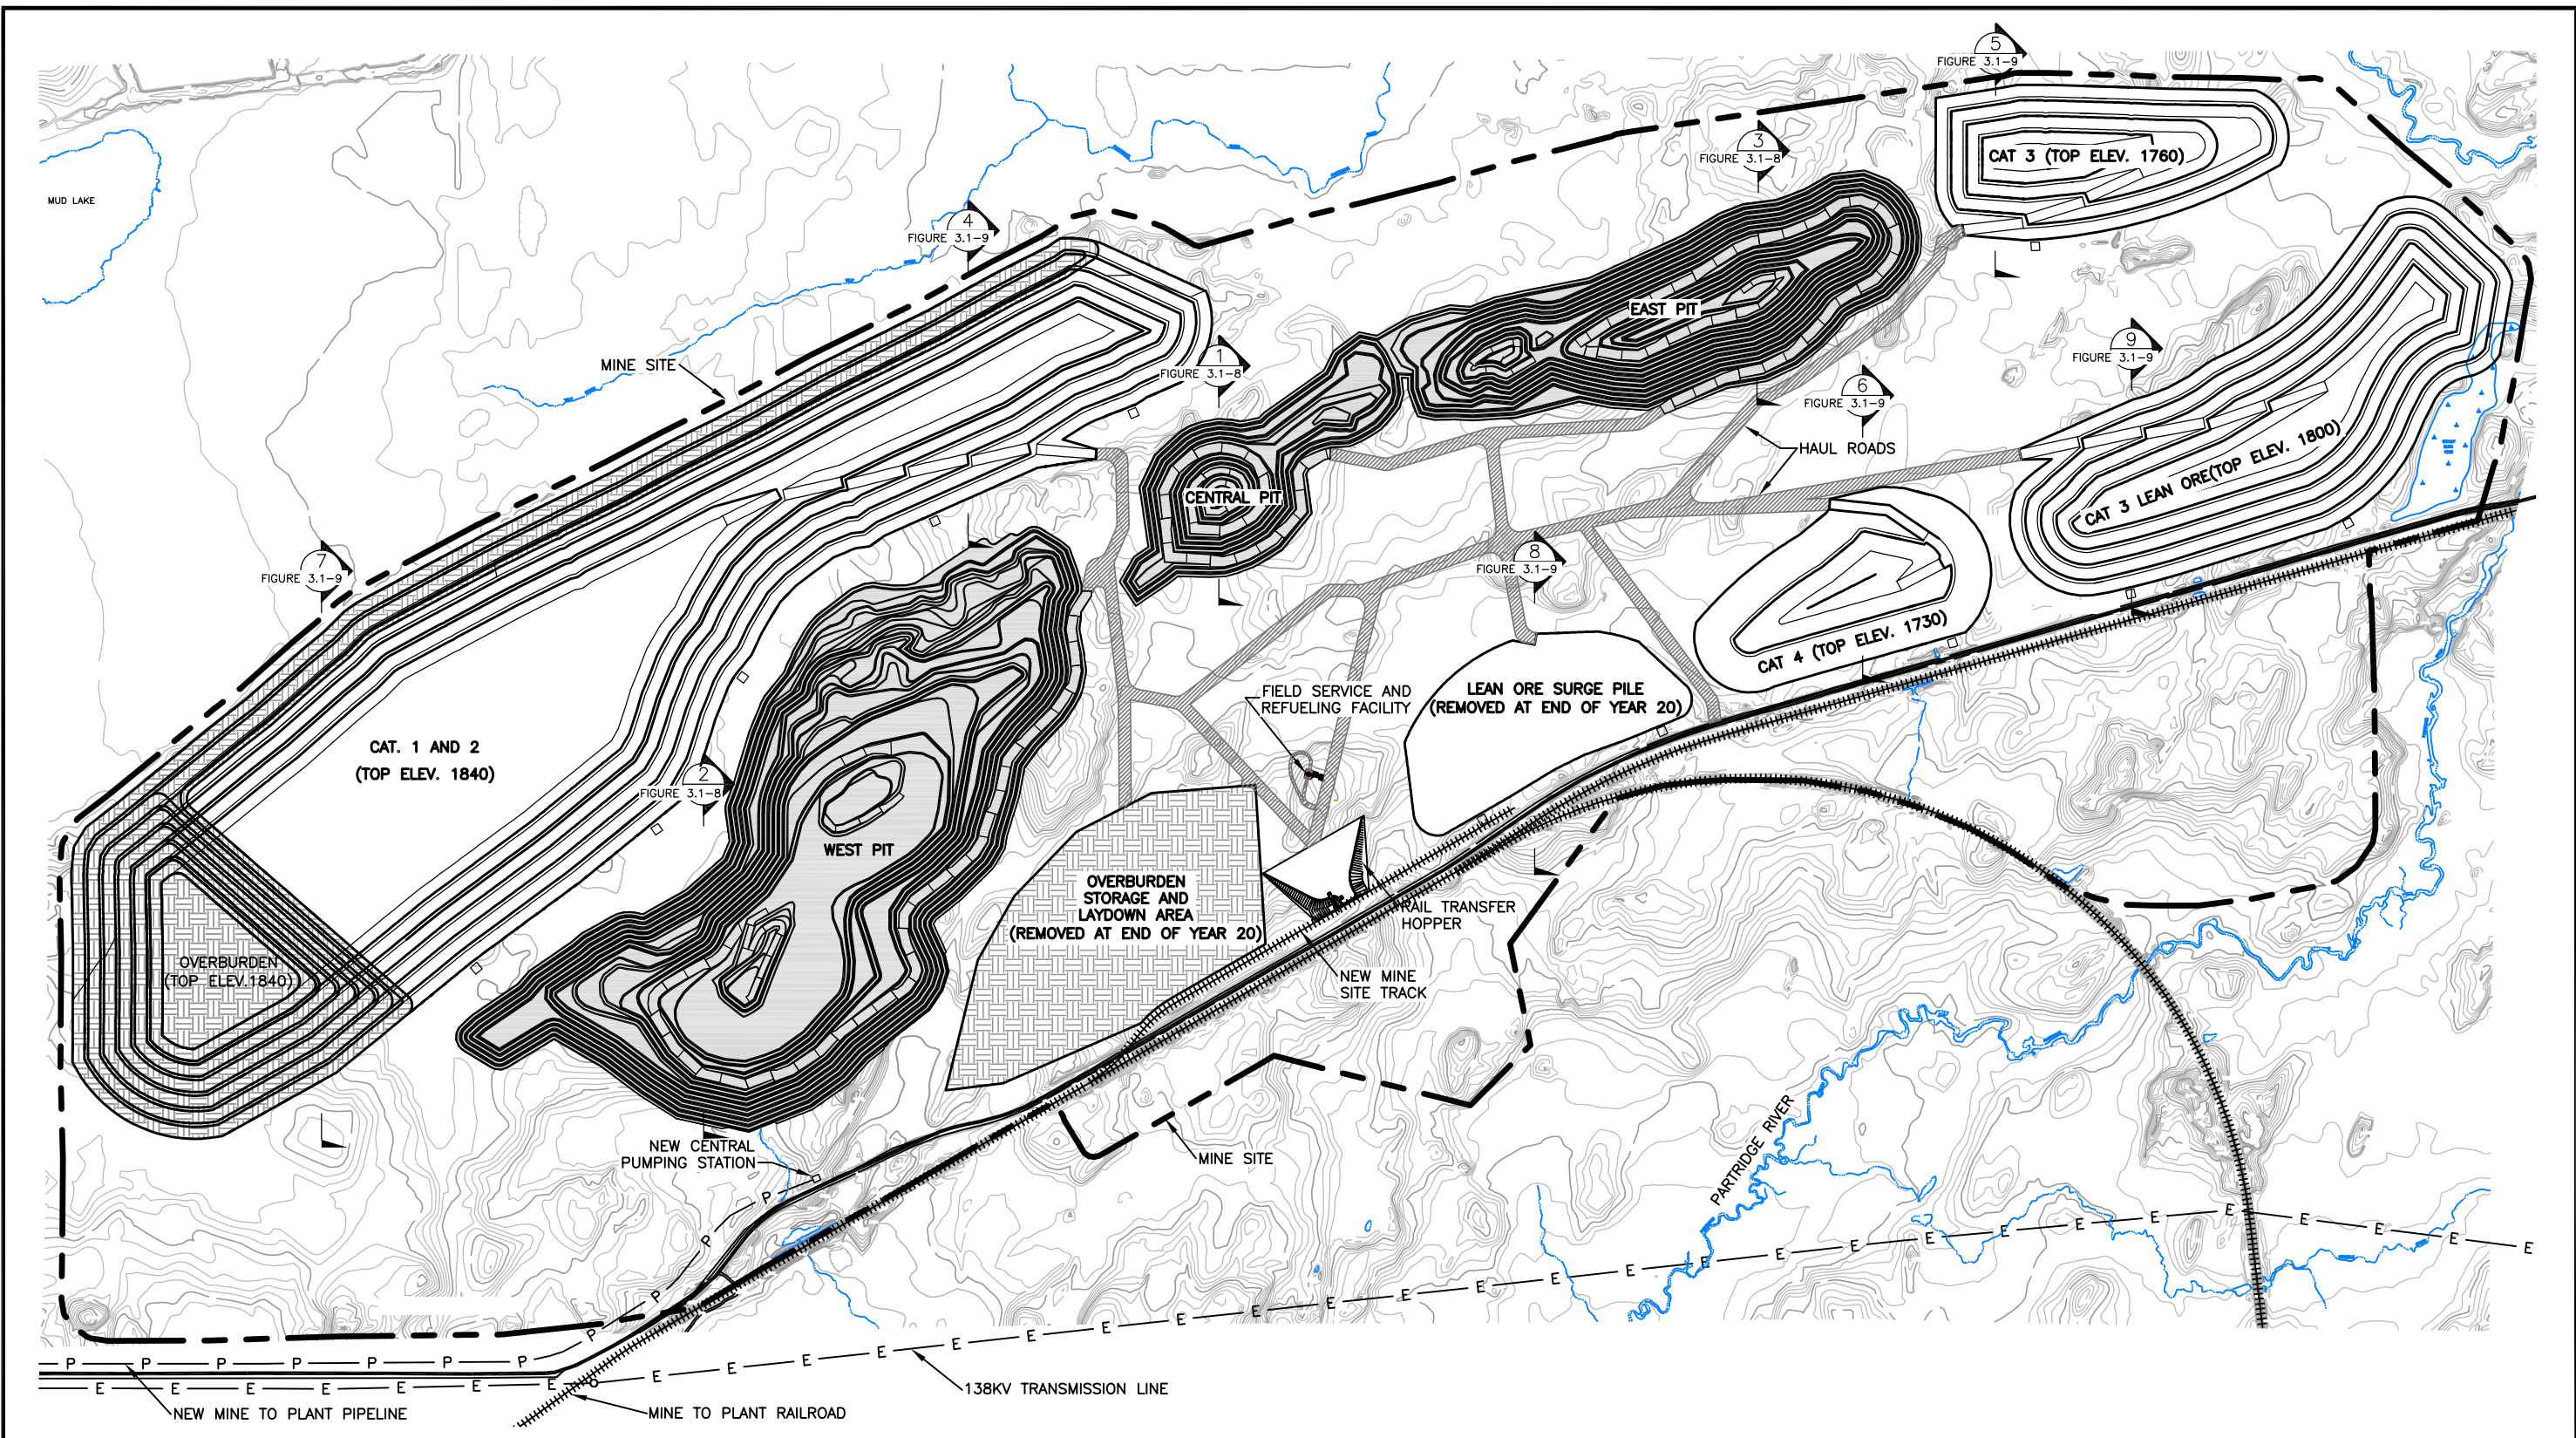 5
FIGURE 3.1-9
3
FIGURE 3.1-8
CAT 3 (TOP ELEV. 1760)
MUD LAKE
4
FIGURE 3.1-9
EAST PIT
MINE SITE
1
FIGURE 3.1-8
9
FIGURE 3.1-9
6
FIGURE 3.1-9
HAUL ROADS
CAT 3 LEAN ORE(TOP ELEV. 1800)
CENTRAL PIT
7
FIGURE 3.1-9
8
FIGURE 3.1-9
CAT 4 (TOP ELEV. 1730)
FIELD SERVICE AND
REFUELING FACILITY
LEAN ORE SURGE PILE
(REMOVED AT END OF YEAR 20)
CAT. 1 AND 2
(TOP ELEV. 1840)
2
FIGURE 3.1-8
WEST PIT
OVERBURDEN
STORAGE AND
LAYDOWN AREA
(REMOVED AT END OF YEAR 20)
RAIL TRANSFER
HOPPER
OVERBURDEN
(TOP ELEV.1840)
NEW MINE
SITE TRACK
NEW CENTRAL
PUMPING STATION
MINE SITE
PARTRIDGE RIVER
P P P P P P P P P P P
E E E E E E E E E E E E E E E E E E E E E E E E E E E E E E E E E
138KV TRANSMISSION LINE
NEW MINE TO PLANT PIPELINE
MINE TO PLANT RAILROAD